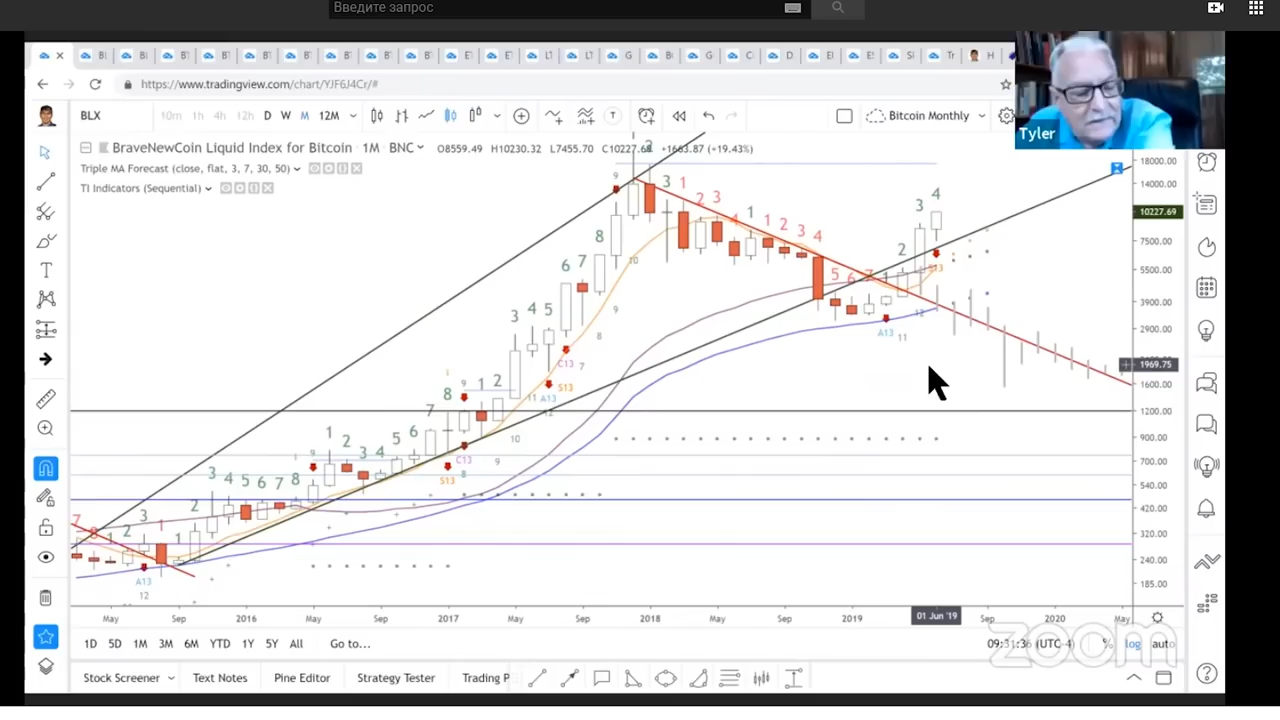 Введите запрос
https://www.tradingview.com/chart/YJF6J4Cr/#
Tyler
BLX 10m 1h 4h 12h D W M 12M Bitcoin Monthly
BraveNewCoin Liquid Index for Bitcoin · 1M · BNC
O8559.49 H10230.32 L7455.70
Triple MA Forecast (close, flat, 3, 7, 30, 50)
TI Indicators (Sequential)
18000.00
14000.00
10227.69
7500.00
5500.00
3900.00
2900.00
1969.75
1600.00
1200.00
900.00
700.00
540.00
420.00
320.00
240.00
185.00
May Sep 2016 May Sep 2017 May Sep 2018 May Sep 2019 01 Jun '19 Sep 2020 May
1D 5D 1M 3M 6M YTD 1Y 5Y All Go to... 09:31:36 (UTC-4) % log auto
zoom
Stock Screener Text Notes Pine Editor Strategy Tester Trading P